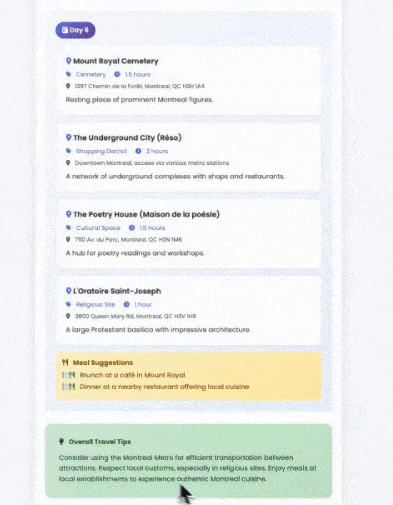 Day 6
Mount Royal Cemetery
Cemetery 1.5 hours
1297 Chemin de la Forêt, Montreal, QC
Resting place of prominent Montreal figures.
The Underground City (Réso)
Shopping District 2 hours
Downtown Montreal, access via various metro stations
A network of underground complexes with shops and restaurants.
The Poetry House (Maison de la poésie)
Cultural Space 1.5 hours
Av. du Parc, Montreal, QC
A hub for poetry readings and workshops.
L'Oratoire Saint-Joseph
Religious Site 1 hour
3800 Queen Mary Rd, Montreal, QC H3V 1H6
A large Protestant basilica with impressive architecture.
Meal Suggestions
Brunch at a café in Mount Royal
Dinner at a nearby restaurant offering local cuisine
Overall Travel Tips
Consider using the Montreal Metro for efficient transportation between
attractions. Respect local customs, especially in religious sites. Enjoy meals at
local establishments to experience authentic Montreal cuisine.